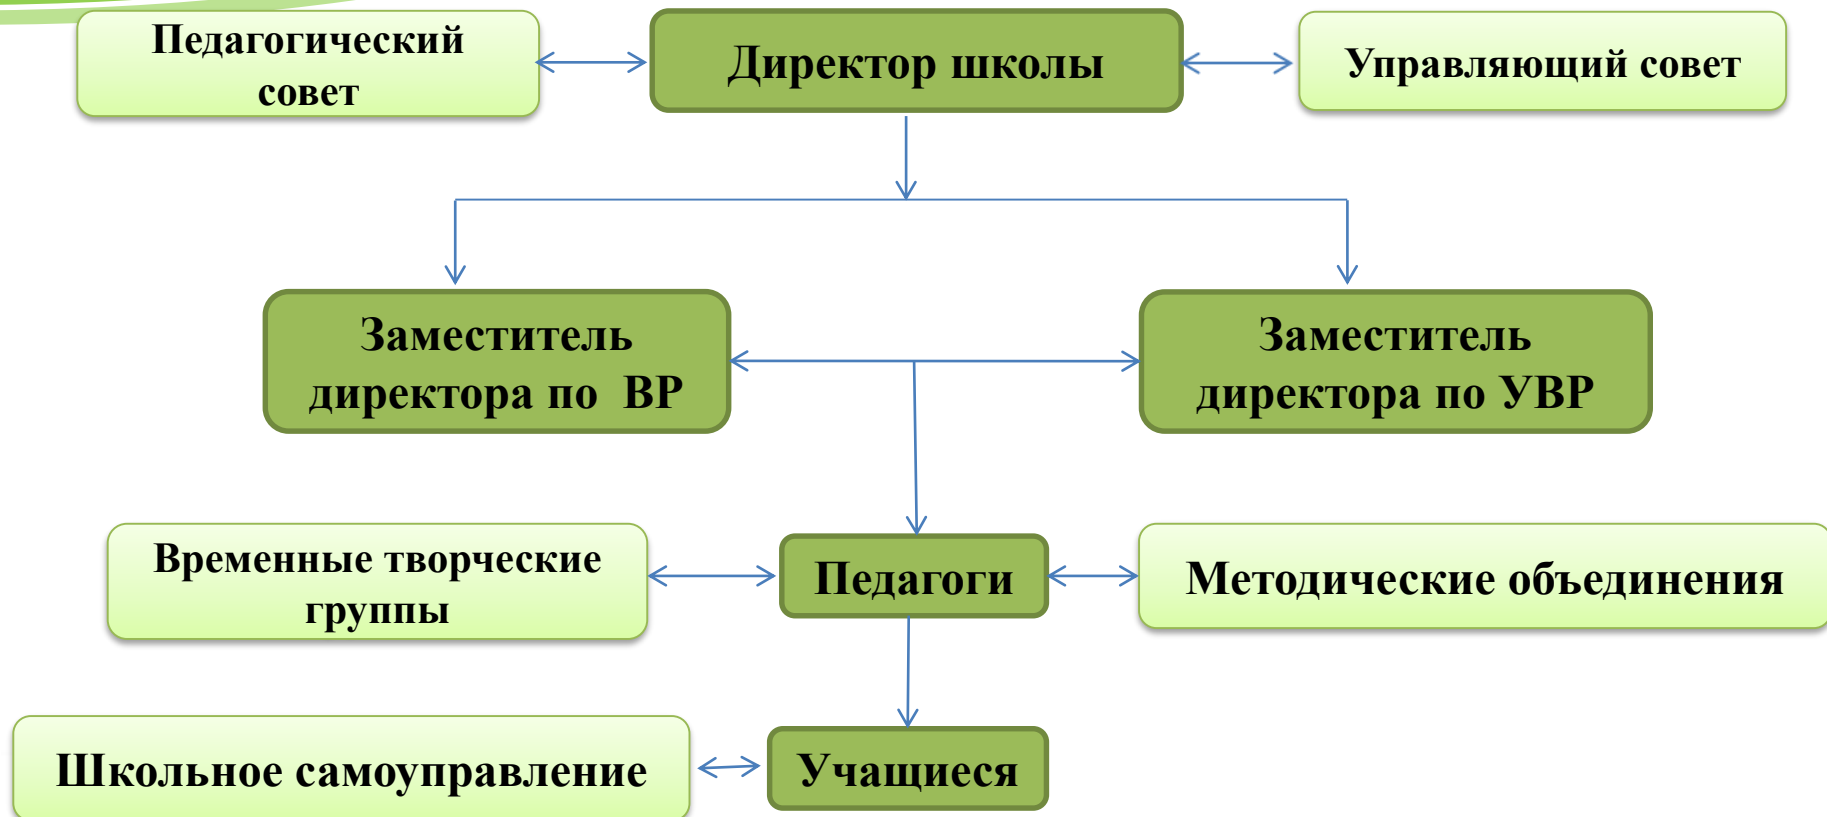 Педагогический
совет
Директор школы
Управляющий совет
Заместитель
директора по ВР
Заместитель
директора по УВР
Временные творческие
группы
Педагоги
Методические объединения
Школьное самоуправление
Учащиеся